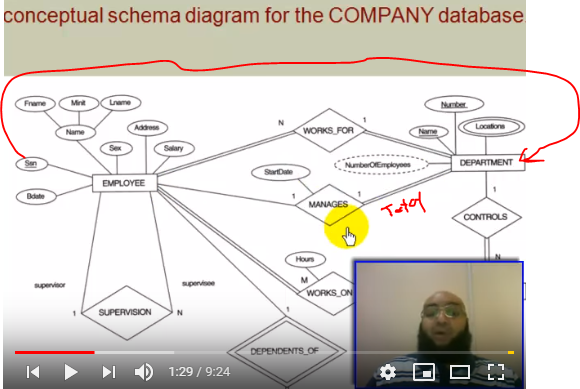 conceptual schema diagram for the COMPANY database
Fname
Minit
Lname
Number
Address
Name
N
1
WORKS_FOR
Name
Locations
Sex
Salary
Ssn
StartDate
NumberOfEmployees
DEPARTMENT
EMPLOYEE
1
1
1
Bdate
MANAGES
Total
CONTROLS
Hours
N
M
supervisor
supervisee
WORKS_ON
1
SUPERVISION
N
1
DEPENDENTS_OF
1:29 / 9:24